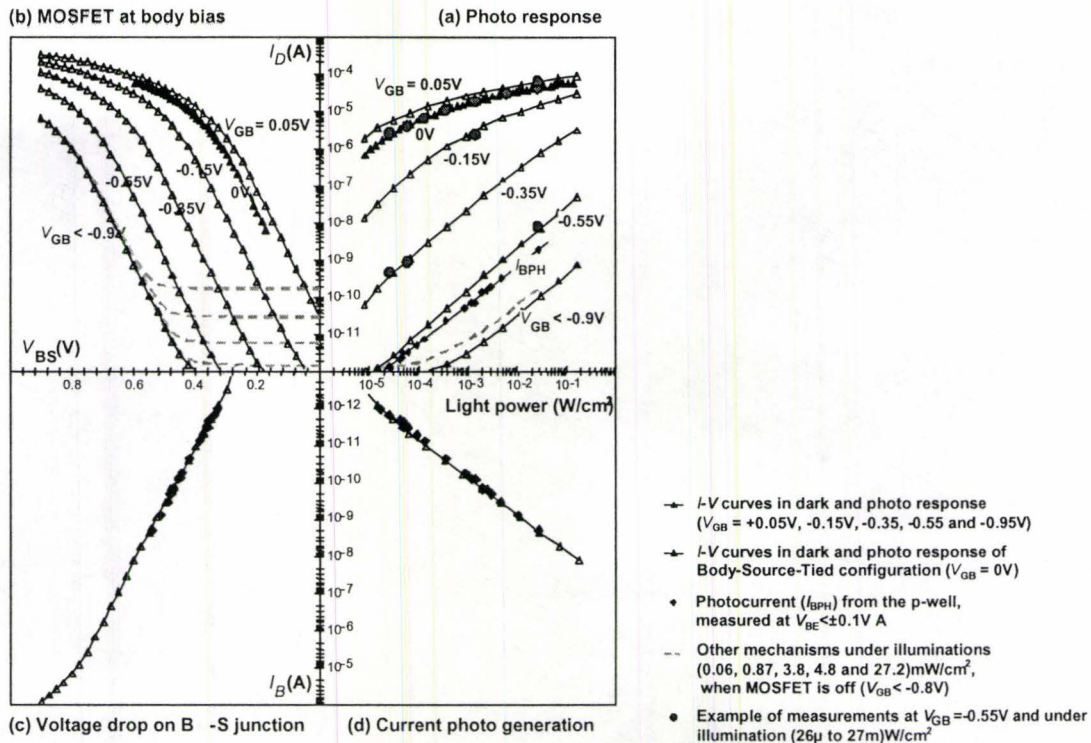 (b) MOSFET at body bias
(a) Photo response
I_D(A)
10-4
10-5
10-6
10-7
10-8
10-9
10-10
10-11
V_GB = 0.05V
0V
-0.15V
-0.35V
-0.55V
I_BPH
V_GB < -0.9V
V_GB = 0.05V
-0.15V
0V
-0.55V
-0.35V
V_GB < -0.9V
V_BS(V)
0.8
0.6
0.4
0.2
10-5
10-4
10-3
10-2
10-1
Light power (W/cm2
10-12
10-11
10-10
10-9
10-8
10-7
10-6
10-5
I_B(A)
(c) Voltage drop on B -S junction
(d) Current photo generation
I-V curves in dark and photo response
(V_GB = +0.05V, -0.15V, -0.35, -0.55 and -0.95V)
I-V curves in dark and photo response of
Body-Source-Tied configuration (V_GB = 0V)
Photocurrent (I_BPH) from the p-well,
measured at V_BE<±0.1V A
Other mechanisms under illuminations
(0.06, 0.87, 3.8, 4.8 and 27.2)mW/cm2,
when MOSFET is off (V_GB< -0.8V)
Example of measurements at V_GB=-0.55V and under
illumination (26μ to 27m)W/cm2